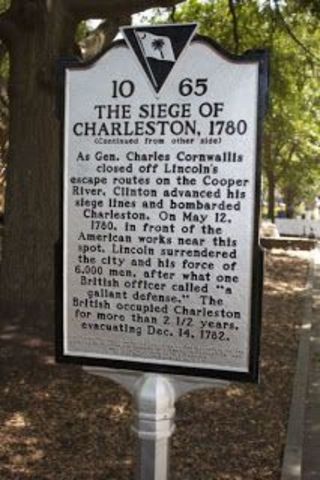 10 65
THE SIEGE OF
CHARLESTON, 1780
(Continued from other side)
As Gen. Charles Cornwallis
closed off Lincoln's
escape routes on the Cooper
River, Clinton advanced his
siege lines and bombarded
Charleston. On May 12,
1780, in front of the
American works near this
spot, Lincoln surrendered
the city and his force of
6,000 men, after what one
British officer called "a
gallant defense." The
British occupied Charleston
for more than 2 1/2 years,
evacuating Dec. 14, 1782.